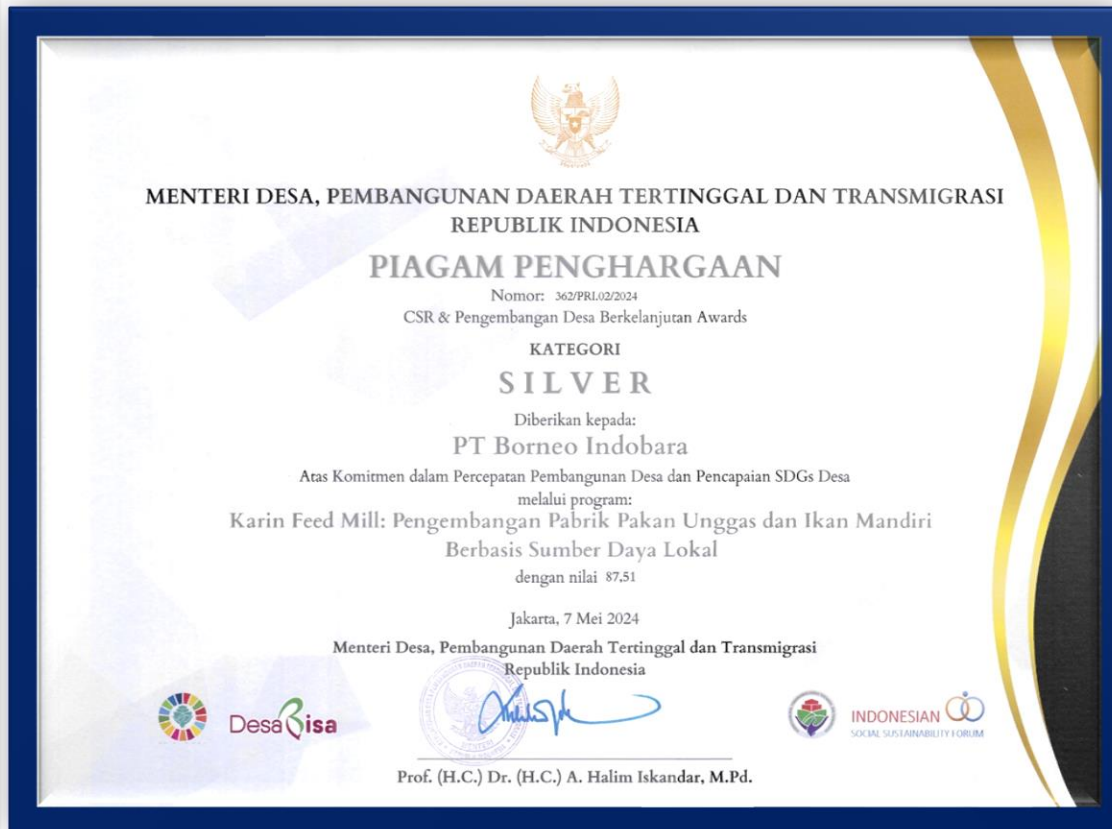 MENTERI DESA, PEMBANGUNAN DAERAH TERTINGGAL DAN TRANSMIGRASI
REPUBLIK INDONESIA
PIAGAM PENGHARGAAN
Nomor: 362/PRI.02/2024
CSR & Pengembangan Desa Berkelanjutan Awards
KATEGORI
SILVER
Diberikan kepada:
PT Borneo Indobara
Atas Komitmen dalam Percepatan Pembangunan Desa dan Pencapaian SDGs Desa
melalui program:
Karin Feed Mill: Pengembangan Pabrik Pakan Unggas dan Ikan Mandiri
Berbasis Sumber Daya Lokal
dengan nilai 87,51
Jakarta, 7 Mei 2024
Menteri Desa, Pembangunan Daerah Tertinggal dan Transmigrasi
Republik Indonesia
DesaBisa
INDONESIAN
SOCIAL SUSTAINABILITY FORUM
Prof. (H.C.) Dr. (H.C.) A. Halim Iskandar, M.Pd.